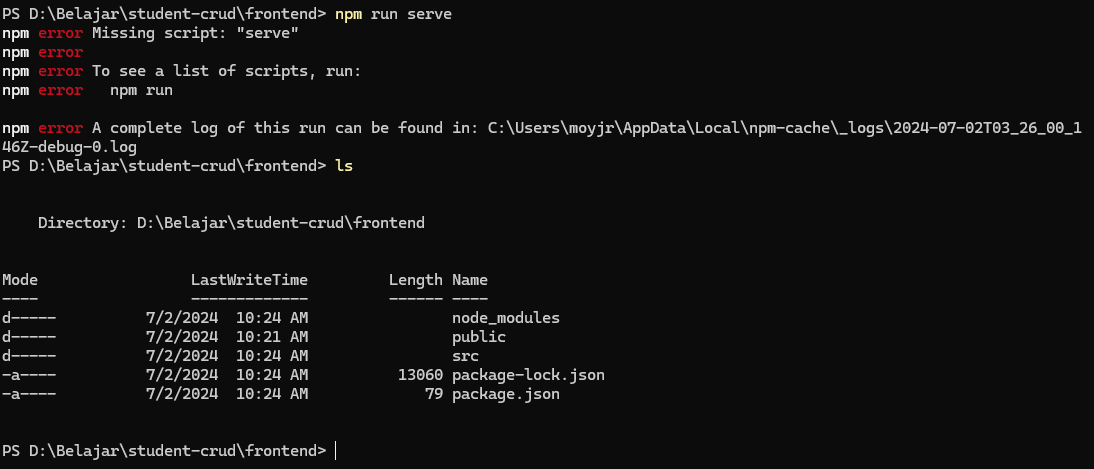 PS D:\Belajar\student-crud\frontend> npm run serve
npm error Missing script: "serve"
npm error
npm error To see a list of scripts, run:
npm error   npm run
npm error A complete log of this run can be found in: C:\Users\moyjr\AppData\Local\npm-cache\_logs\2024-07-02T03_26_00_1
46Z-debug-0.log
PS D:\Belajar\student-crud\frontend> ls
    Directory: D:\Belajar\student-crud\frontend
Mode                 LastWriteTime         Length Name
----                 -------------         ------ ----
d-----            7/2/2024  10:24 AM                node_modules
d-----            7/2/2024  10:21 AM                public
d-----            7/2/2024  10:24 AM                src
-a----            7/2/2024  10:24 AM          13060 package-lock.json
-a----            7/2/2024  10:24 AM             79 package.json
PS D:\Belajar\student-crud\frontend>